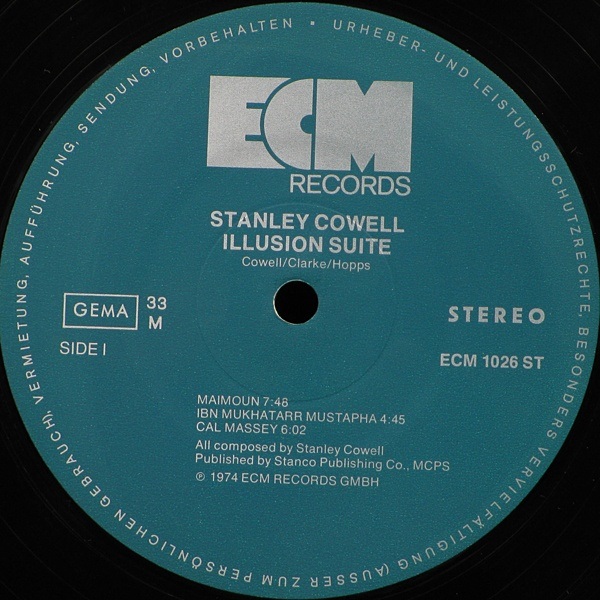 URHEBER- UND LEISTUNGSSCHUTZRECHTE, BESONDERS VERVIELFÄLTIGUNG (AUSSER ZUM PERSÖNLICHEN GEBRAUCH), VERMIETUNG, AUFFÜHRUNG, SENDUNG, VORBEHALTEN
ECM
RECORDS
STANLEY COWELL
ILLUSION SUITE
Cowell/Clarke/Hopps
GEMA
33
M
STEREO
SIDE I
ECM 1026 ST
MAIMOUN 7:48
IBN MUKHATARR MUSTAPHA 4:45
CAL MASSEY 6:02
All composed by Stanley Cowell
Published by Stanco Publishing Co., MCPS
℗ 1974 ECM RECORDS GMBH